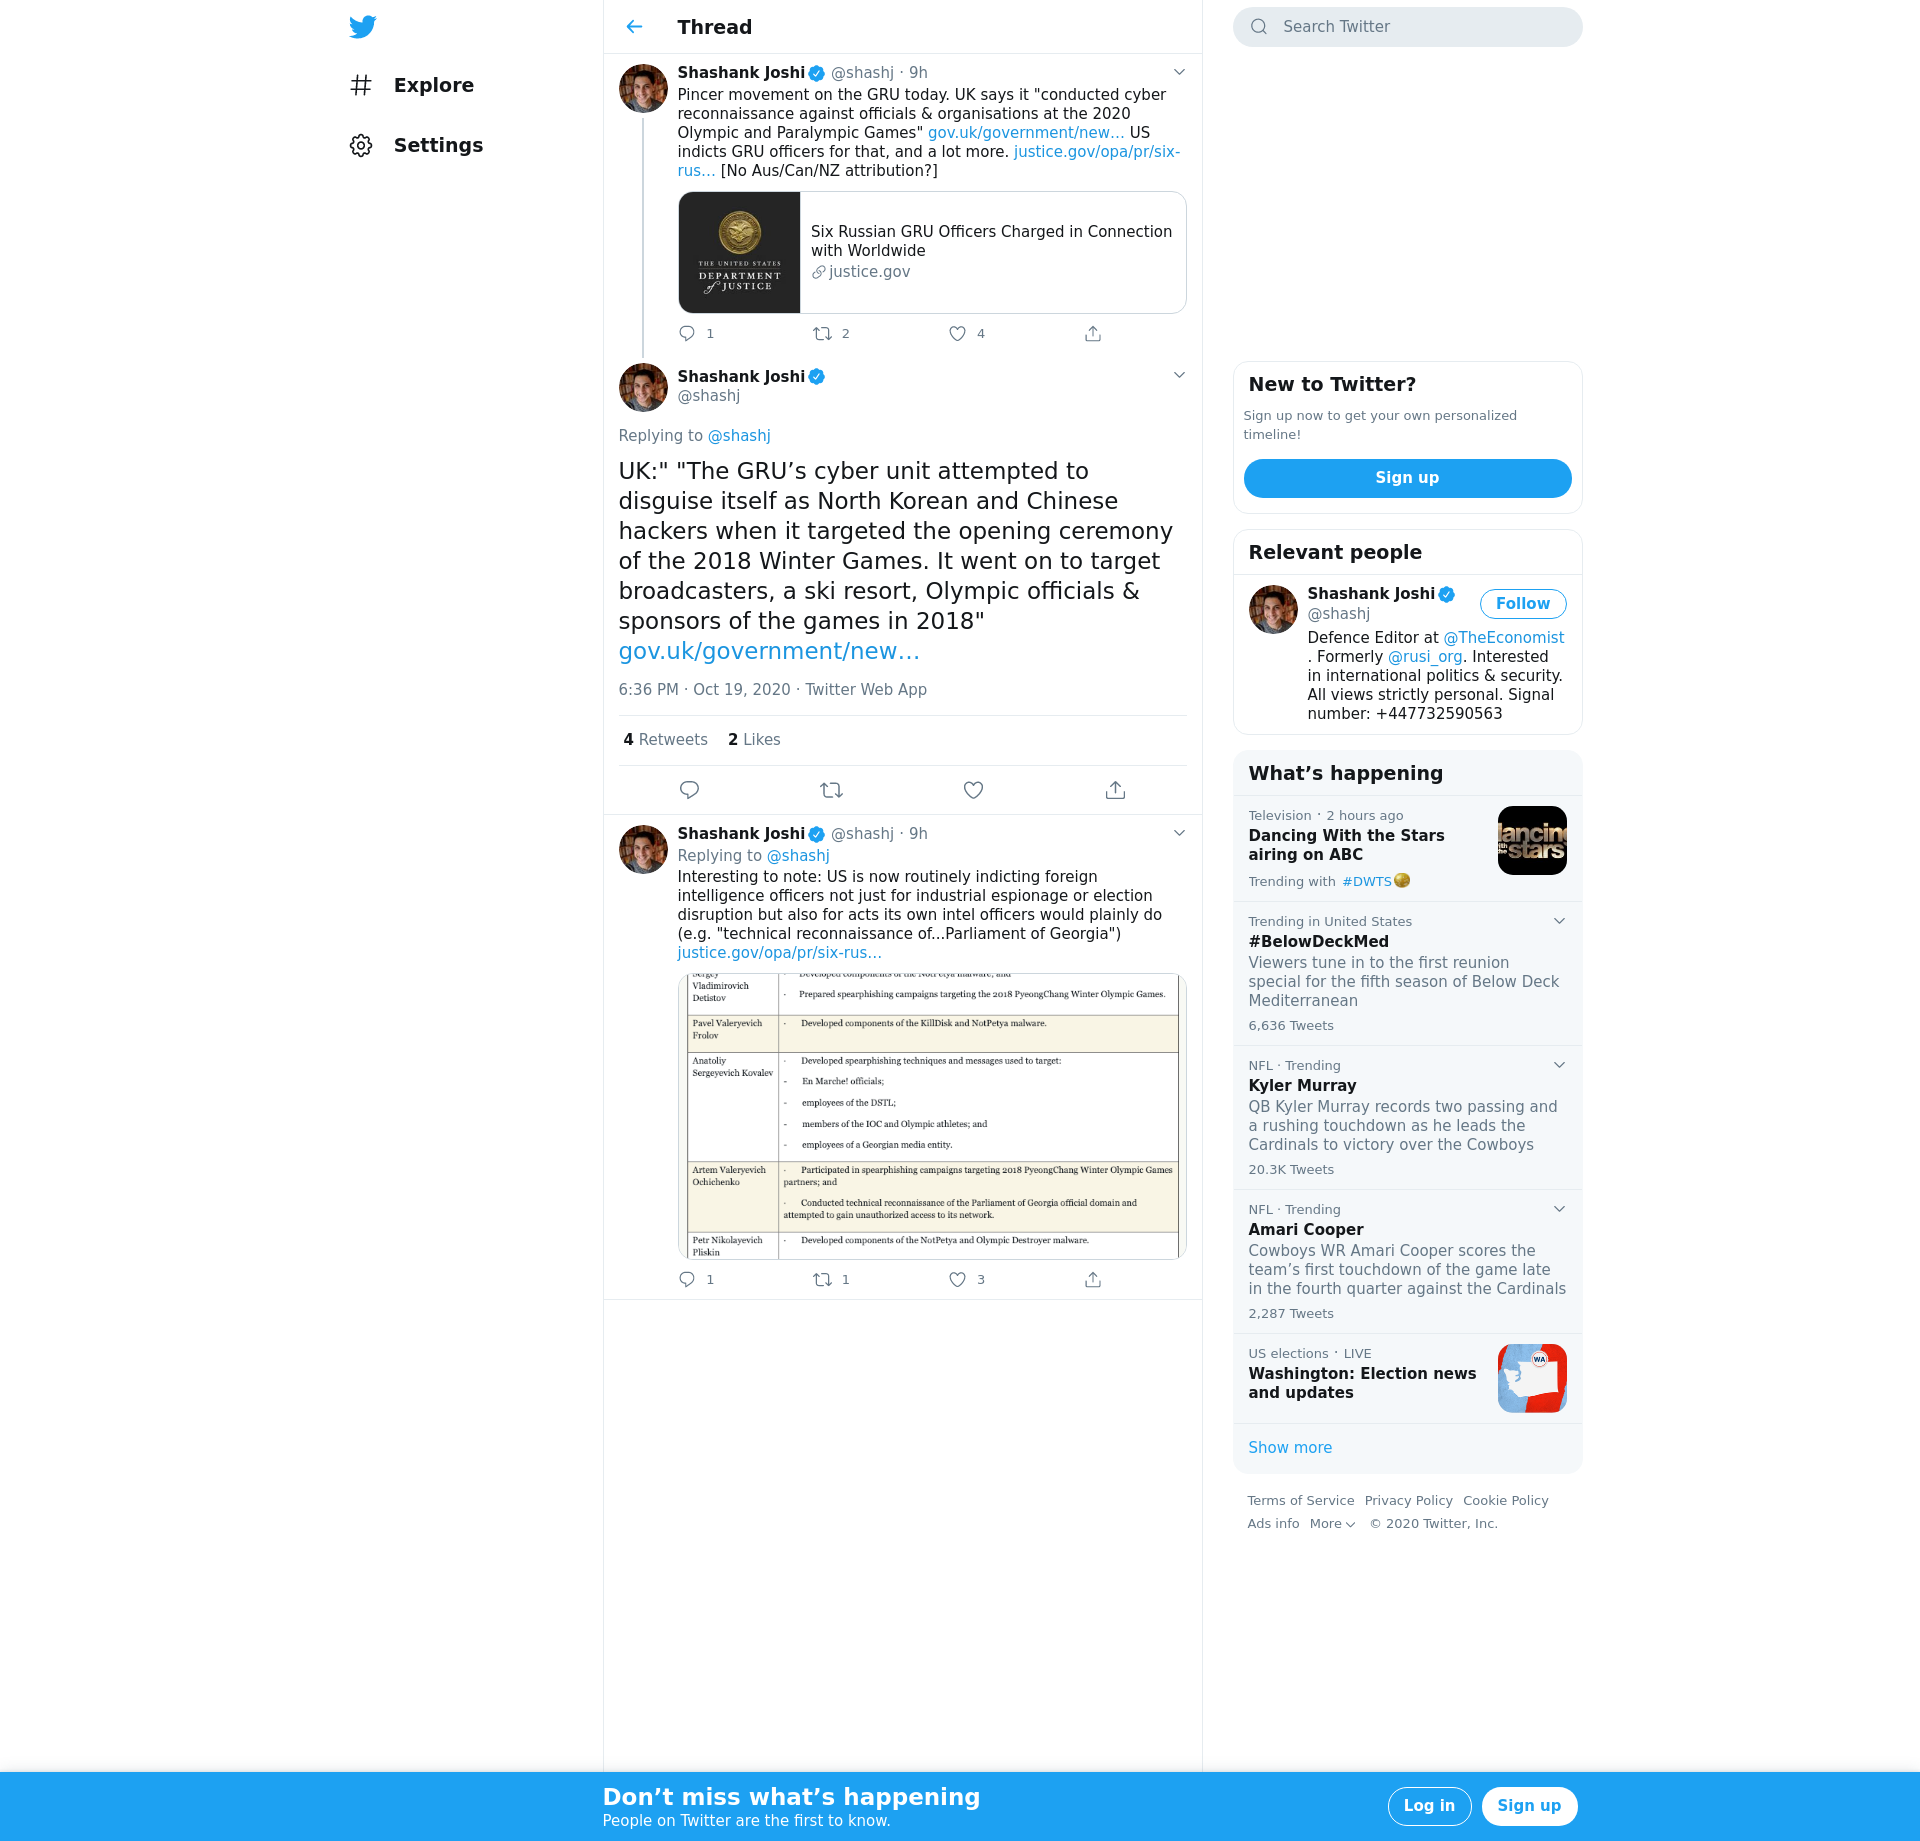 Explore
Settings
Thread
Shashank Joshi @shashj · 9h
Pincer movement on the GRU today. UK says it "conducted cyber
reconnaissance against officials & organisations at the 2020
Olympic and Paralympic Games" gov.uk/government/new… US
indicts GRU officers for that, and a lot more. justice.gov/opa/pr/six-
rus… [No Aus/Can/NZ attribution?]
THE UNITED STATES
DEPARTMENT
of JUSTICE
Six Russian GRU Officers Charged in Connection
with Worldwide
justice.gov
1 2 4
Shashank Joshi
@shashj
Replying to @shashj
UK:" "The GRU’s cyber unit attempted to
disguise itself as North Korean and Chinese
hackers when it targeted the opening ceremony
of the 2018 Winter Games. It went on to target
broadcasters, a ski resort, Olympic officials &
sponsors of the games in 2018"
gov.uk/government/new…
6:36 PM · Oct 19, 2020 · Twitter Web App
4 Retweets 2 Likes
Shashank Joshi @shashj · 9h
Replying to @shashj
Interesting to note: US is now routinely indicting foreign
intelligence officers not just for industrial espionage or election
disruption but also for acts its own intel officers would plainly do
(e.g. "technical reconnaissance of...Parliament of Georgia")
justice.gov/opa/pr/six-rus…
Sergey
Vladimirovich
Detistov
· Developed components of the NotPetya malware; and
· Prepared spearphishing campaigns targeting the 2018 PyeongChang Winter Olympic Games.
Pavel Valeryevich
Frolov
· Developed components of the KillDisk and NotPetya malware.
Anatoliy
Sergeyevich Kovalev
· Developed spearphishing techniques and messages used to target:
- En Marche! officials;
- employees of the DSTL;
- members of the IOC and Olympic athletes; and
- employees of a Georgian media entity.
Artem Valeryevich
Ochichenko
· Participated in spearphishing campaigns targeting 2018 PyeongChang Winter Olympic Games
partners; and
· Conducted technical reconnaissance of the Parliament of Georgia official domain and
attempted to gain unauthorized access to its network.
Petr Nikolayevich
Pliskin
· Developed components of the NotPetya and Olympic Destroyer malware.
1 1 3
Search Twitter
New to Twitter?
Sign up now to get your own personalized
timeline!
Sign up
Relevant people
Shashank Joshi
@shashj
Follow
Defence Editor at @TheEconomist
. Formerly @rusi_org. Interested
in international politics & security.
All views strictly personal. Signal
number: +447732590563
What’s happening
Television · 2 hours ago
Dancing With the Stars
airing on ABC
Trending with #DWTS
dancing
with the
stars
Trending in United States
#BelowDeckMed
Viewers tune in to the first reunion
special for the fifth season of Below Deck
Mediterranean
6,636 Tweets
NFL · Trending
Kyler Murray
QB Kyler Murray records two passing and
a rushing touchdown as he leads the
Cardinals to victory over the Cowboys
20.3K Tweets
NFL · Trending
Amari Cooper
Cowboys WR Amari Cooper scores the
team’s first touchdown of the game late
in the fourth quarter against the Cardinals
2,287 Tweets
US elections · LIVE
Washington: Election news
and updates
WA
Show more
Terms of Service Privacy Policy Cookie Policy
Ads info More © 2020 Twitter, Inc.
Don’t miss what’s happening
People on Twitter are the first to know.
Log in
Sign up